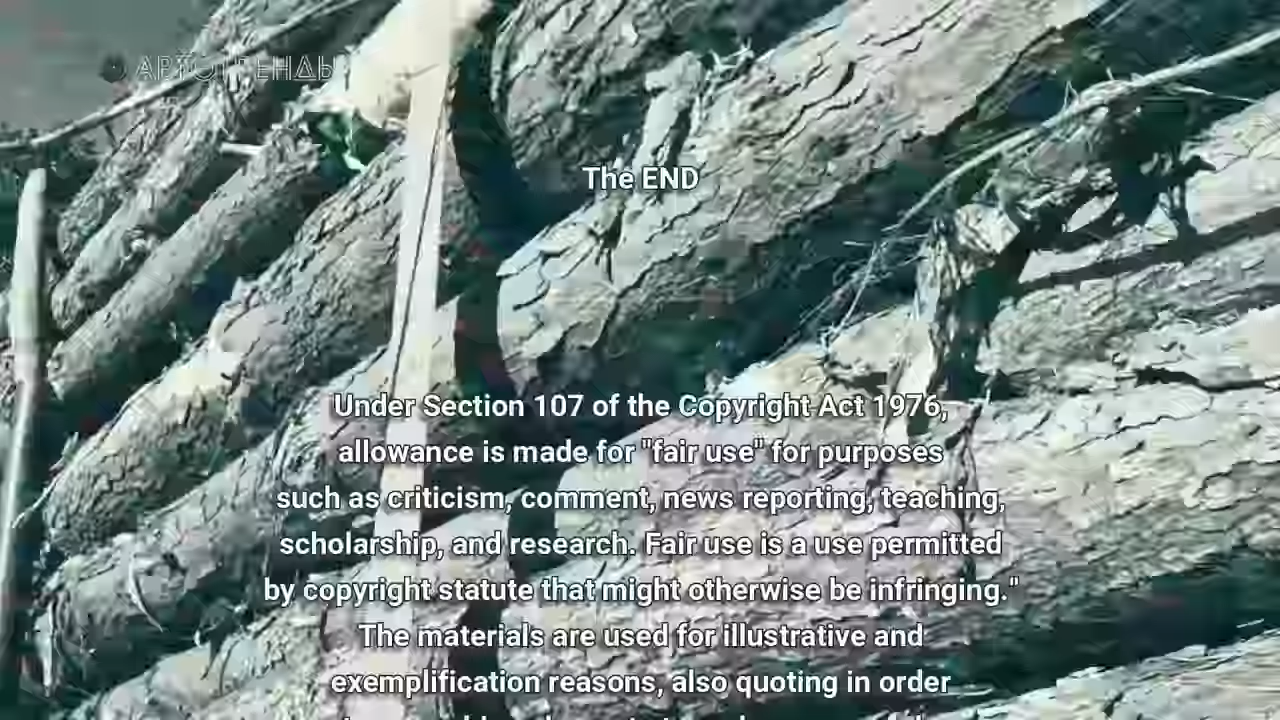 АВТОТРЕНДЫ
The END
Under Section 107 of the Copyright Act 1976,
allowance is made for "fair use" for purposes
such as criticism, comment, news reporting, teaching,
scholarship, and research. Fair use is a use permitted
by copyright statute that might otherwise be infringing."
The materials are used for illustrative and
exemplification reasons, also quoting in order